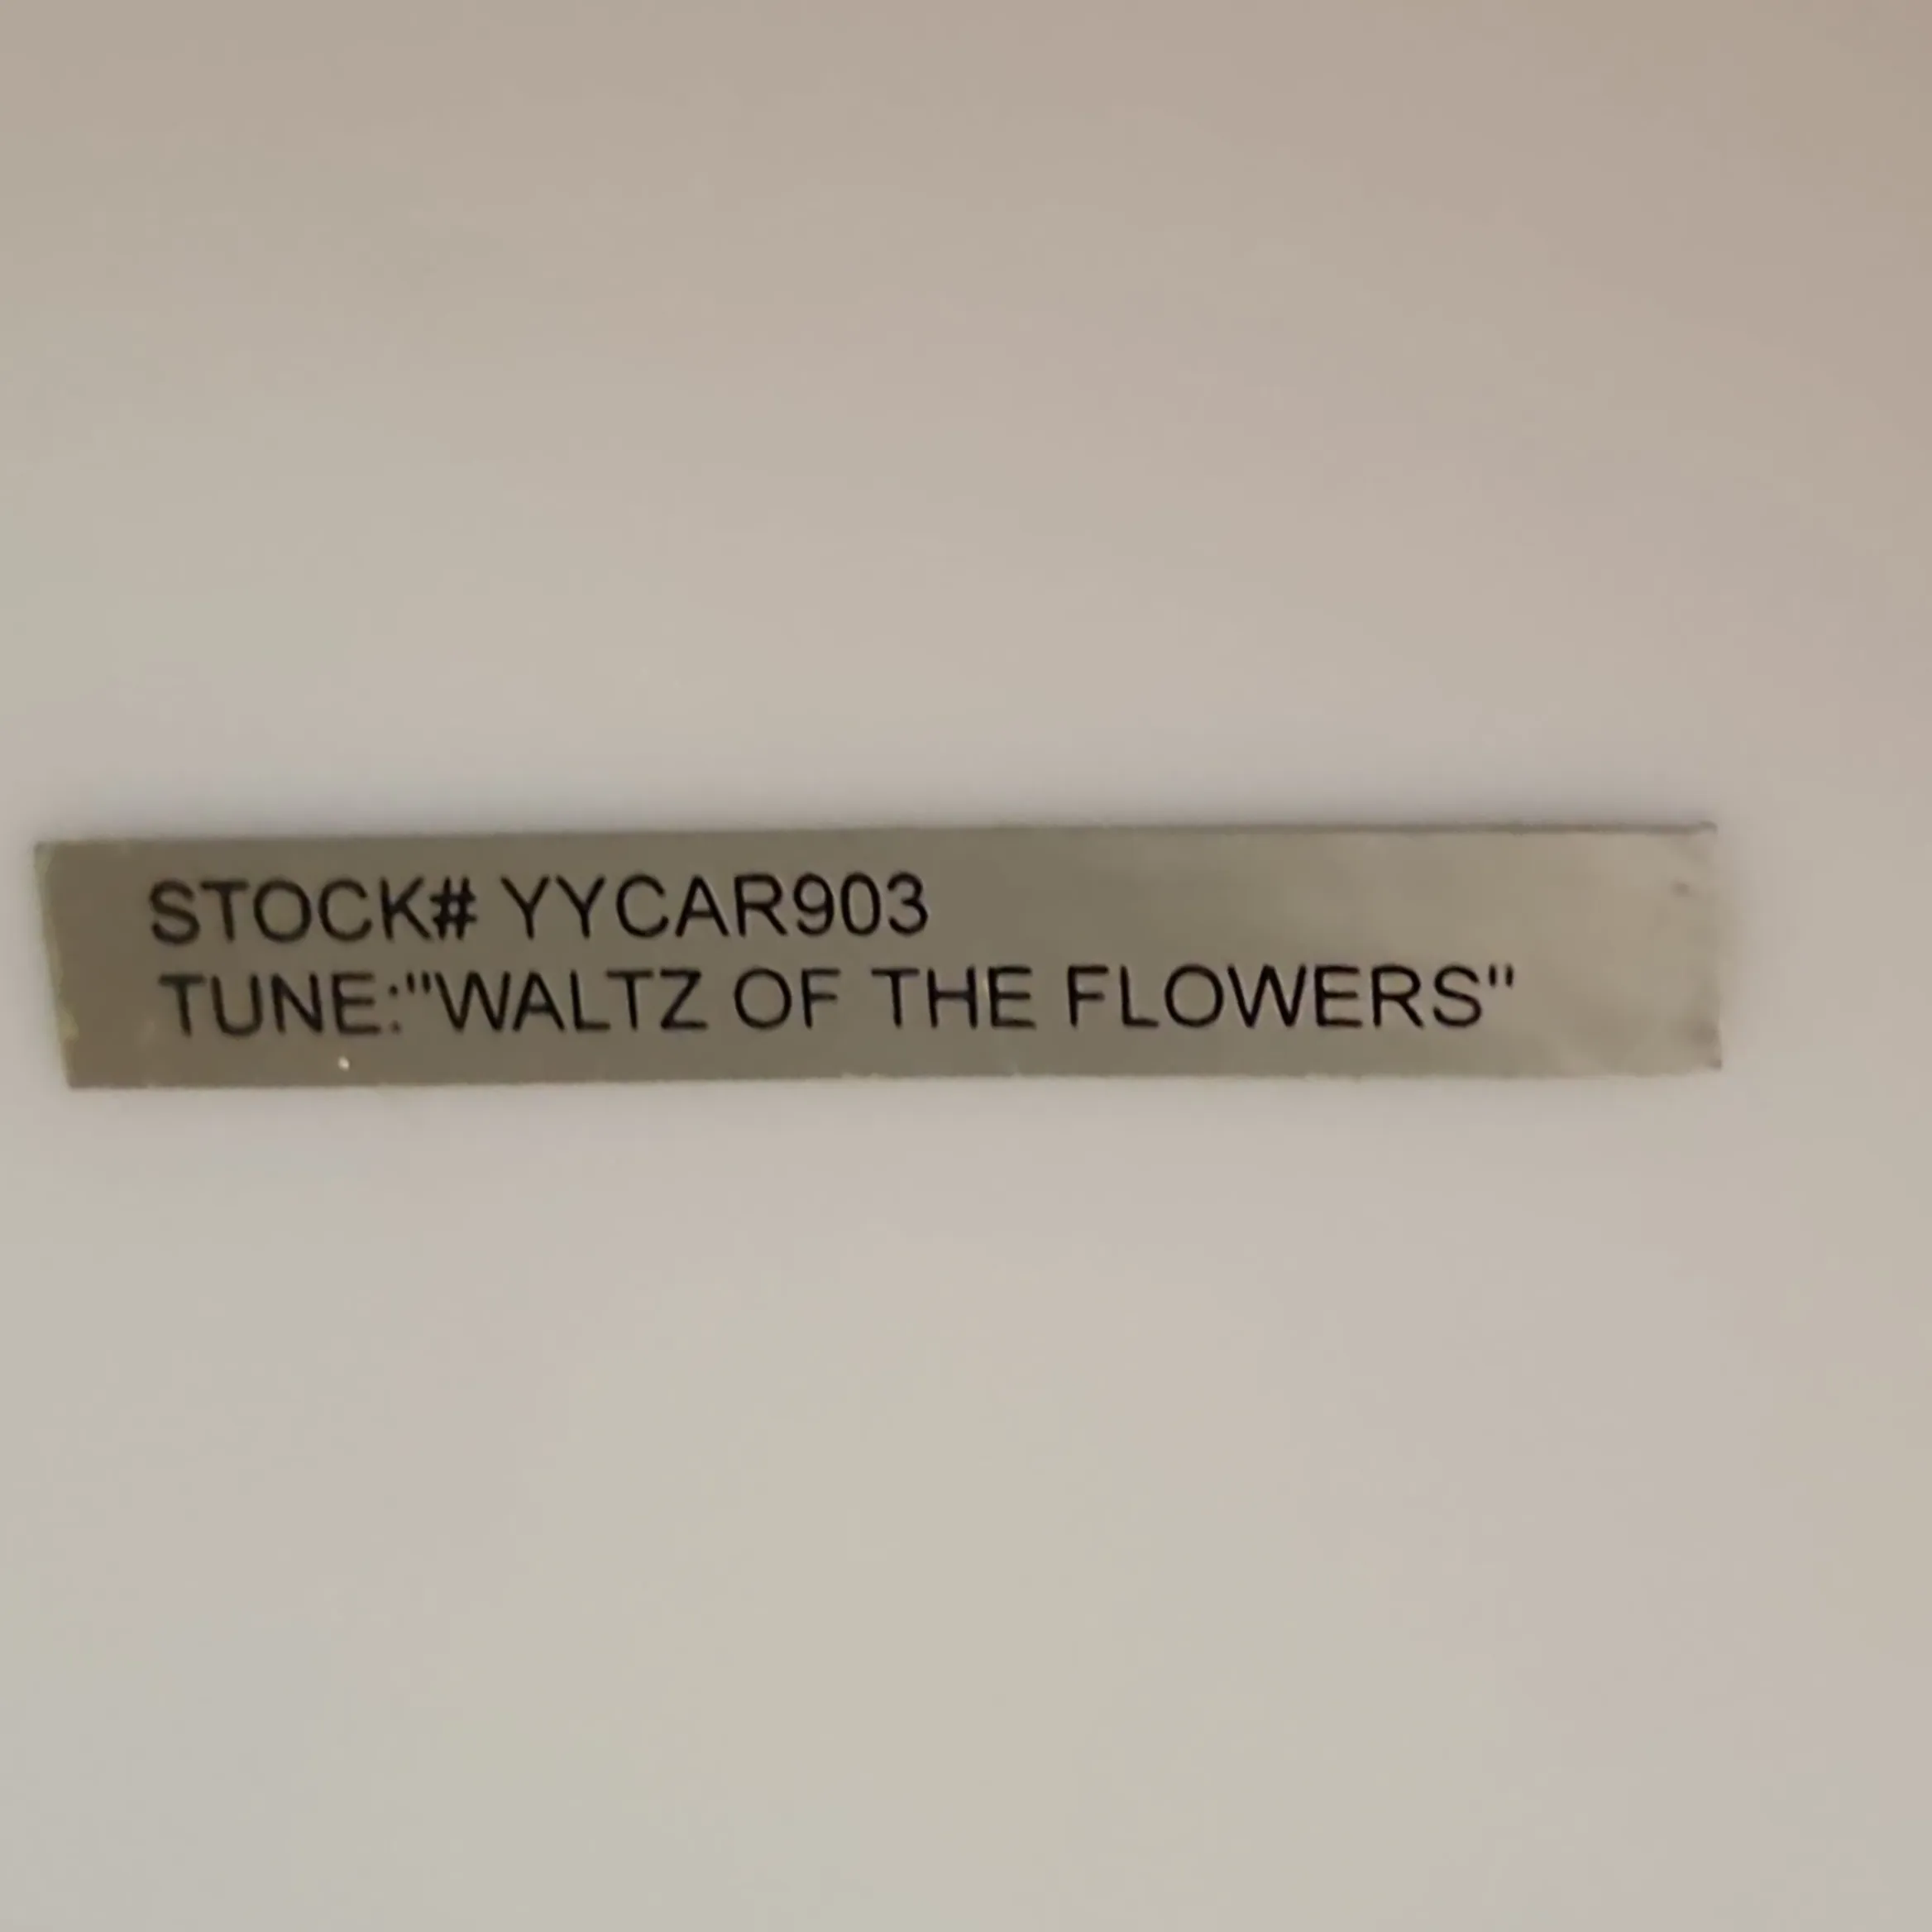 STOCK# YYCAR903
TUNE:"WALTZ OF THE FLOWERS"